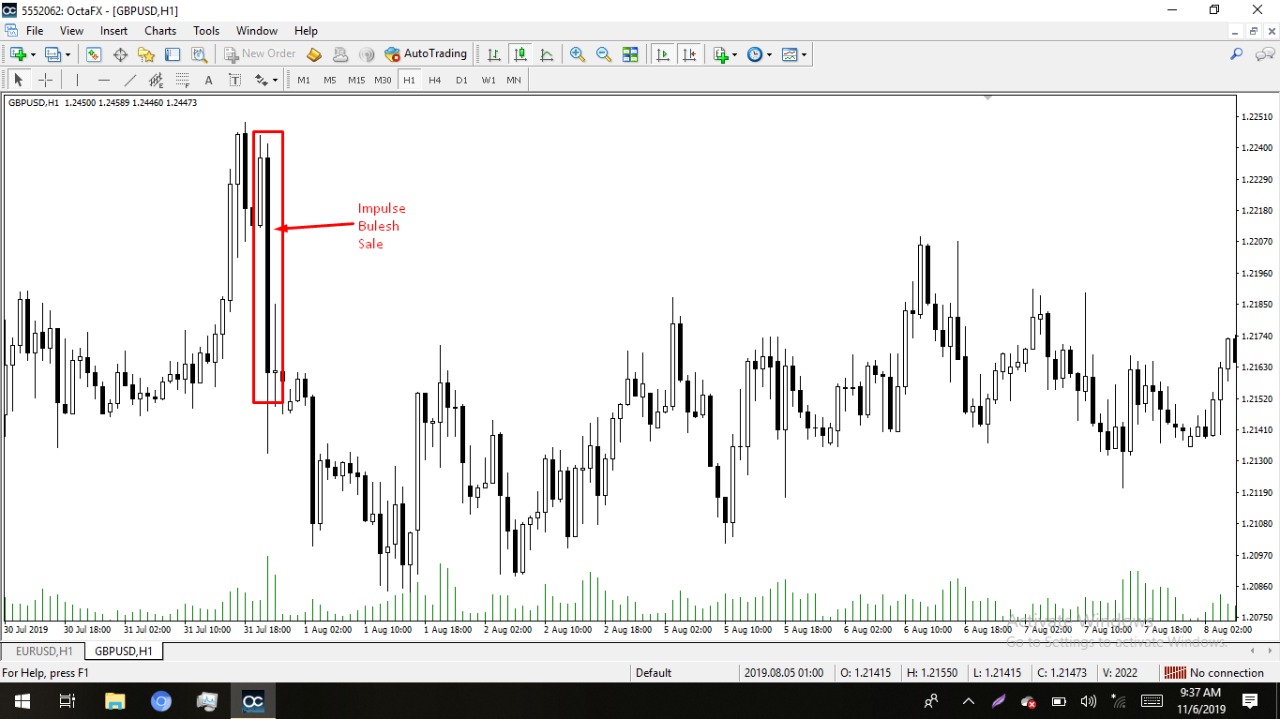 5552062: OctaFX - [GBPUSD,H1]
File View Insert Charts Tools Window Help
New Order AutoTrading
A T M1 M5 M15 M30 H1 H4 D1 W1 MN
GBPUSD,H1 1.24500 1.24589 1.24460 1.24473
Impulse
Bulesh
Sale
1.22510
1.22400
1.22290
1.22180
1.22070
1.21960
1.21850
1.21740
1.21630
1.21520
1.21410
1.21300
1.21190
1.21080
1.20970
1.20860
1.20750
30 Jul 2019 30 Jul 18:00 31 Jul 02:00 31 Jul 10:00 31 Jul 18:00 1 Aug 02:00 1 Aug 10:00 1 Aug 18:00 2 Aug 02:00 2 Aug 10:00 2 Aug 18:00 5 Aug 02:00 5 Aug 10:00 5 Aug 18:00 6 Aug 02:00 6 Aug 10:00 6 Aug 18:00 7 Aug 02:00 7 Aug 10:00 7 Aug 18:00 8 Aug 02:00
Activate Windows
Go to Settings to activate Windows.
EURUSD,H1 GBPUSD,H1
For Help, press F1 Default 2019.08.05 01:00 O: 1.21415 H: 1.21550 L: 1.21415 C: 1.21473 V: 2022 No connection
9:37 AM
11/6/2019